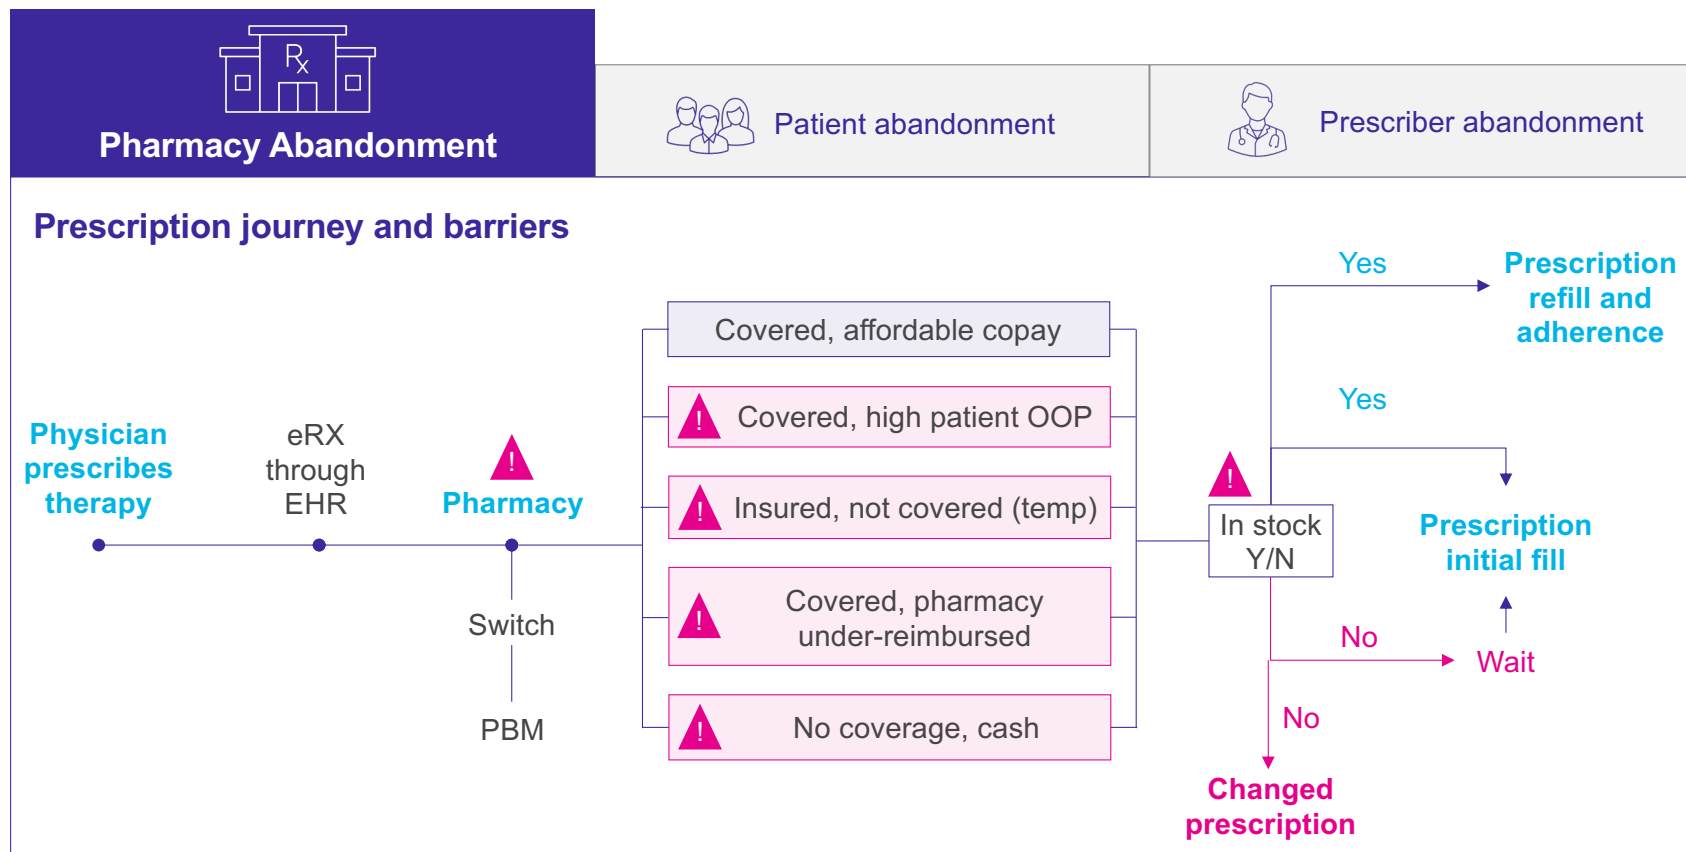 Rx
Pharmacy Abandonment
Patient abandonment
Prescriber abandonment
Prescription journey and barriers
Physician
prescribes
therapy
eRX
through
EHR
!
Pharmacy
Switch
PBM
Covered, affordable copay
! Covered, high patient OOP
! Insured, not covered (temp)
! Covered, pharmacy
under-reimbursed
! No coverage, cash
!
In stock
Y/N
Yes
Prescription
refill and
adherence
Yes
Prescription
initial fill
No
Wait
No
Changed
prescription